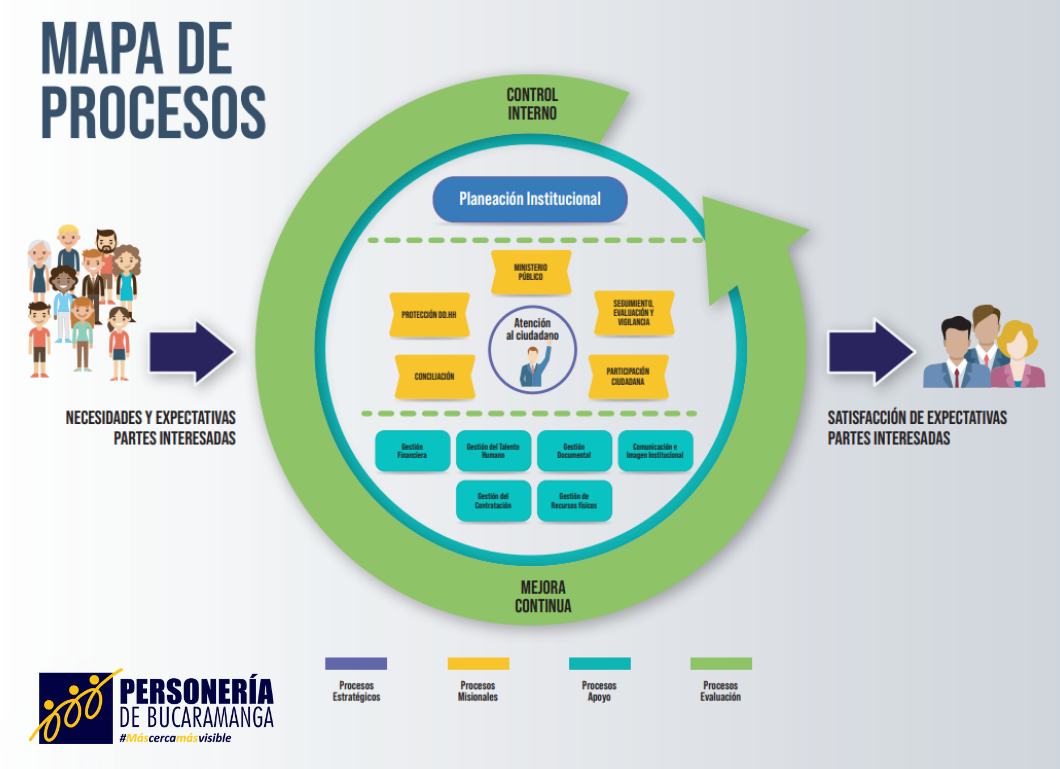 MAPA DE
PROCESOS
CONTROL
INTERNO
Planeación Institucional
MINISTERIO
PÚBLICO
PROTECCIÓN DD.HH
SEGUIMIENTO,
EVALUACIÓN Y
VIGILANCIA
Atención
al ciudadano
CONCILIACIÓN
PARTICIPACIÓN
CIUDADANA
NECESIDADES Y EXPECTATIVAS
PARTES INTERESADAS
SATISFACCIÓN DE EXPECTATIVAS
PARTES INTERESADAS
Gestión
Financiera
Gestión del Talento
Humano
Gestión
Documental
Comunicación e
Imagen Institucional
Gestión del
Contratación
Gestión de
Recursos físicos
MEJORA
CONTINUA
Procesos
Estratégicos
Procesos
Misionales
Procesos
Apoyo
Procesos
Evaluación
PERSONERÍA
DE BUCARAMANGA
#Máscercamásvisible